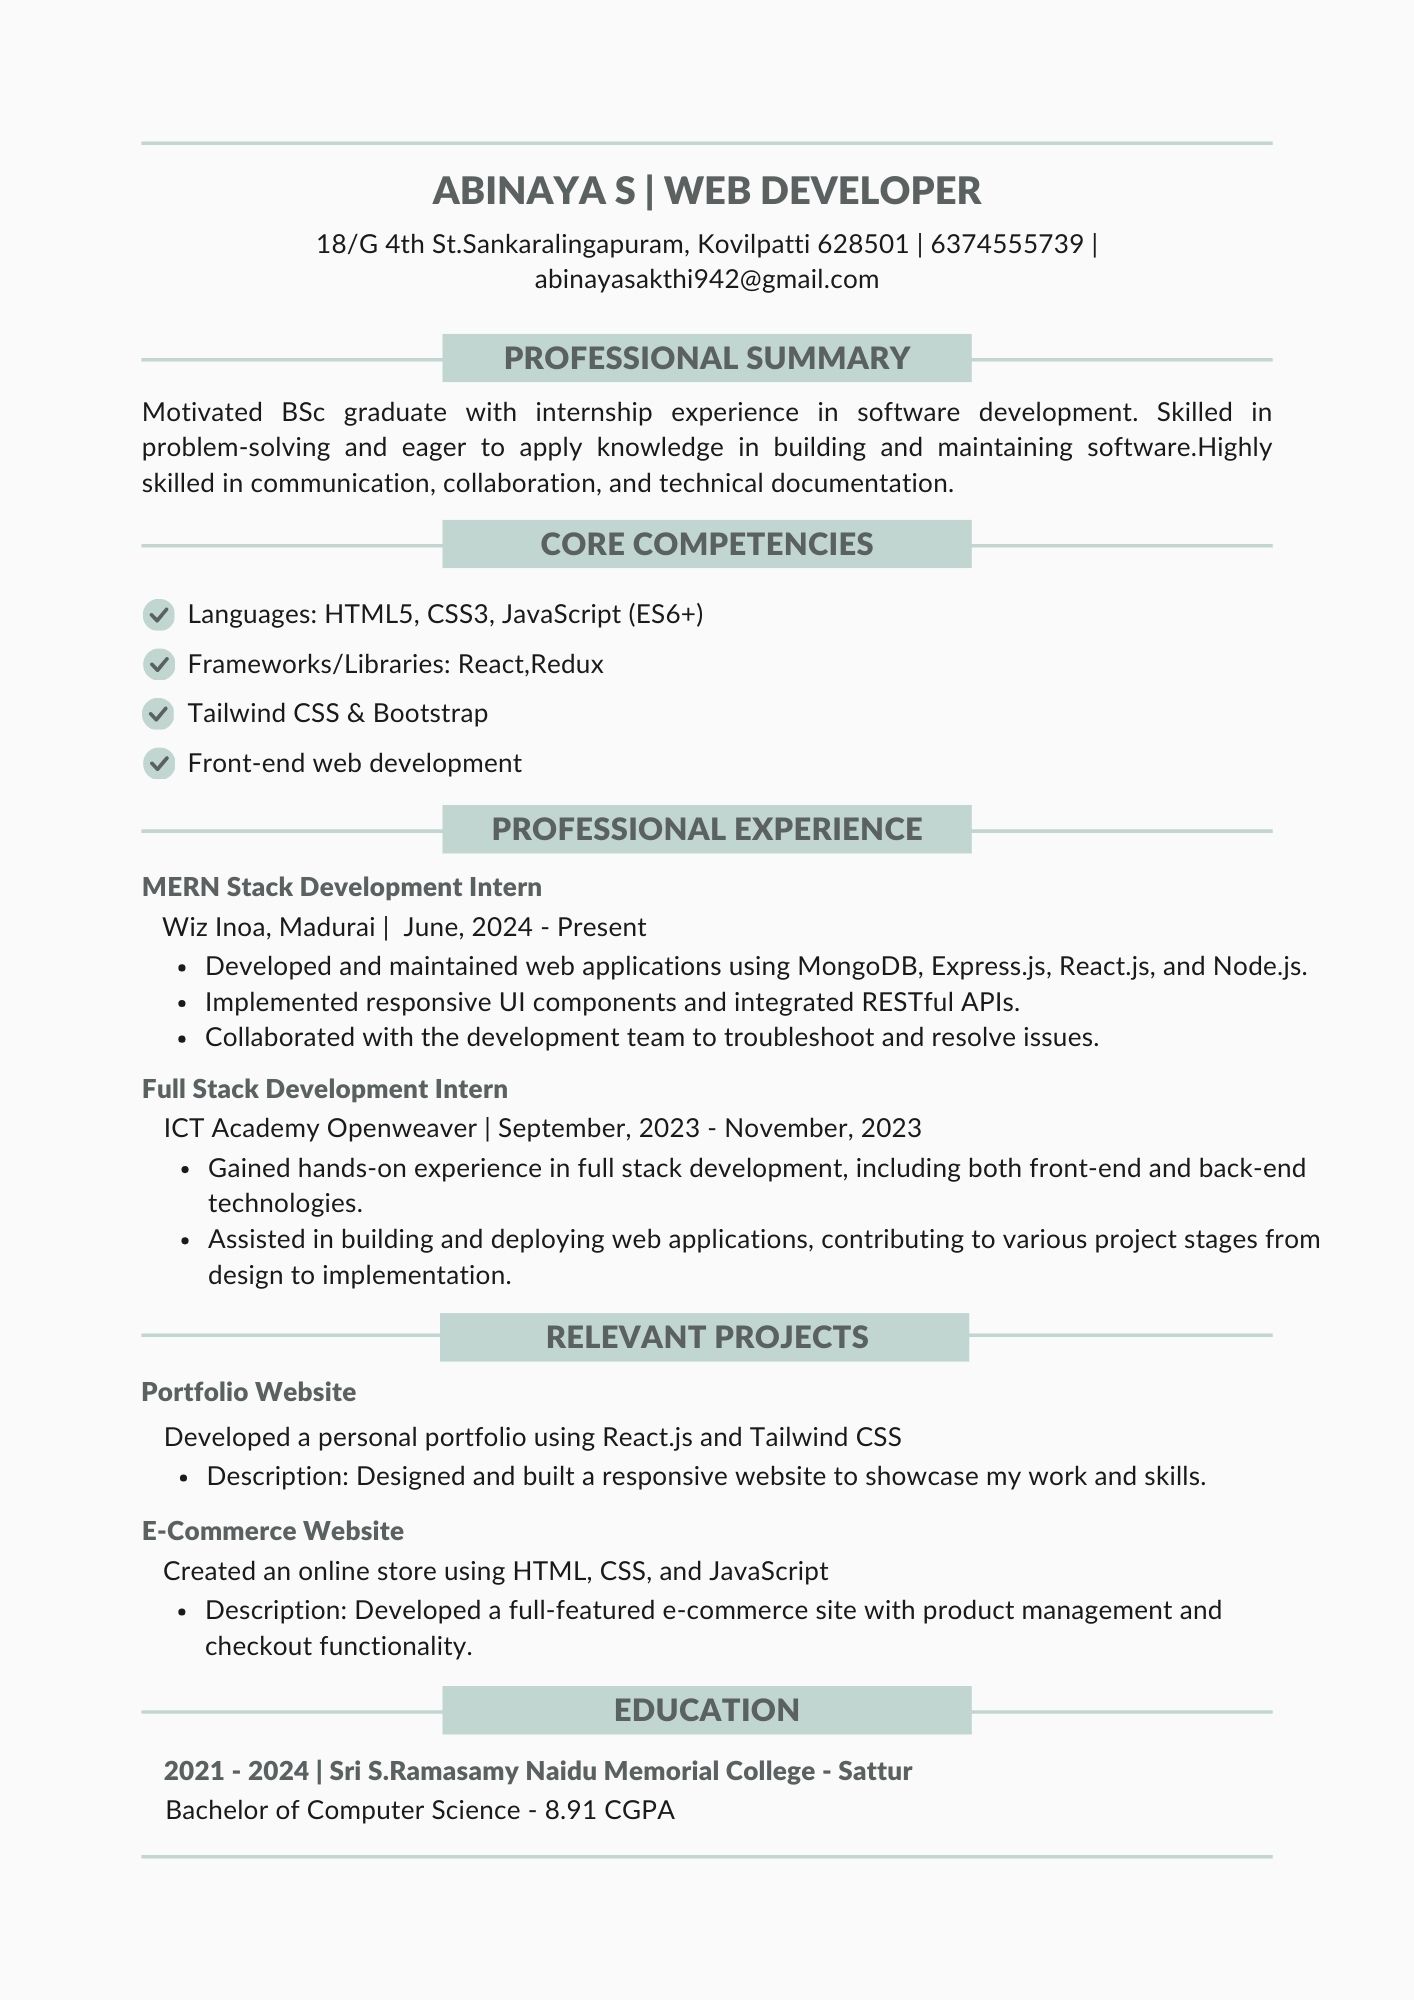 ABINAYA S | WEB DEVELOPER
18/G 4th St.Sankaralingapuram, Kovilpatti 628501 | 6374555739 |
abinayasakthi942@gmail.com
PROFESSIONAL SUMMARY
Motivated BSc graduate with internship experience in software development. Skilled in
problem-solving and eager to apply knowledge in building and maintaining software.Highly
skilled in communication, collaboration, and technical documentation.
CORE COMPETENCIES
Languages: HTML5, CSS3, JavaScript (ES6+)
Frameworks/Libraries: React,Redux
Tailwind CSS & Bootstrap
Front-end web development
PROFESSIONAL EXPERIENCE
MERN Stack Development Intern
Wiz Inoa, Madurai | June, 2024 - Present
• Developed and maintained web applications using MongoDB, Express.js, React.js, and Node.js.
• Implemented responsive UI components and integrated RESTful APIs.
• Collaborated with the development team to troubleshoot and resolve issues.
Full Stack Development Intern
ICT Academy Openweaver | September, 2023 - November, 2023
• Gained hands-on experience in full stack development, including both front-end and back-end
technologies.
• Assisted in building and deploying web applications, contributing to various project stages from
design to implementation.
RELEVANT PROJECTS
Portfolio Website
Developed a personal portfolio using React.js and Tailwind CSS
• Description: Designed and built a responsive website to showcase my work and skills.
E-Commerce Website
Created an online store using HTML, CSS, and JavaScript
• Description: Developed a full-featured e-commerce site with product management and
checkout functionality.
EDUCATION
2021 - 2024 | Sri S.Ramasamy Naidu Memorial College - Sattur
Bachelor of Computer Science - 8.91 CGPA